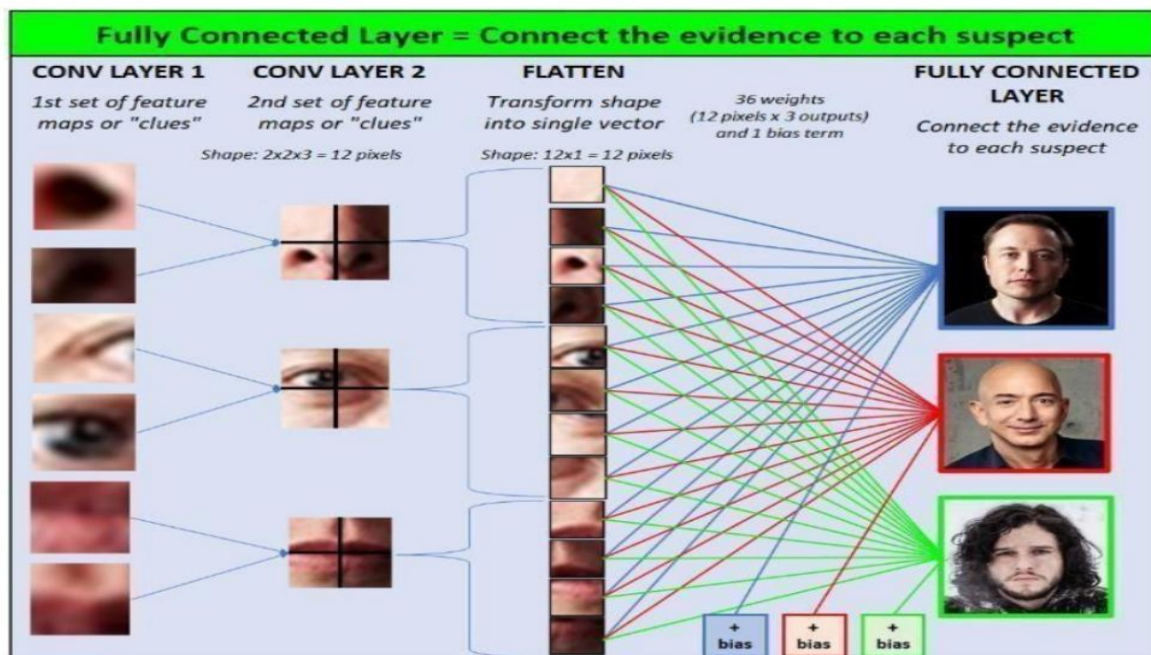 Fully Connected Layer = Connect the evidence to each suspect
CONV LAYER 1
1st set of feature
maps or "clues"
CONV LAYER 2
2nd set of feature
maps or "clues"
Shape: 2x2x3 = 12 pixels
FLATTEN
Transform shape
into single vector
Shape: 12x1 = 12 pixels
36 weights
(12 pixels x 3 outputs)
and 1 bias term
FULLY CONNECTED
LAYER
Connect the evidence
to each suspect
+
bias
+
bias
+
bias